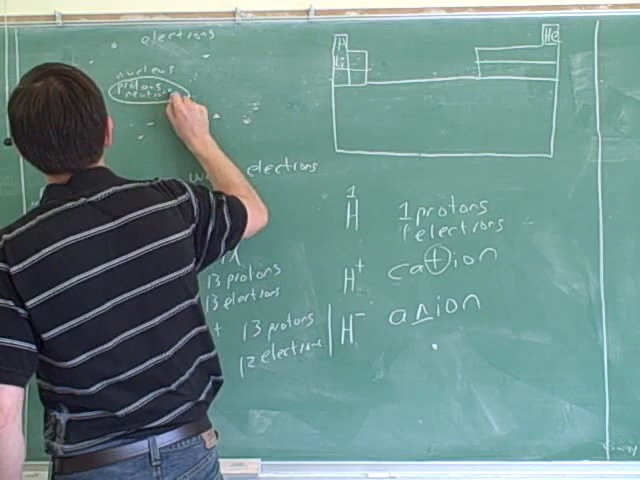 electrons
nucleus
protons
neutrons
H
Li
He
electrons
1
H
1 protons
1 electrons
13 protons
13 electrons
H+
cation
+ 13 protons
12 electrons
H-
anion